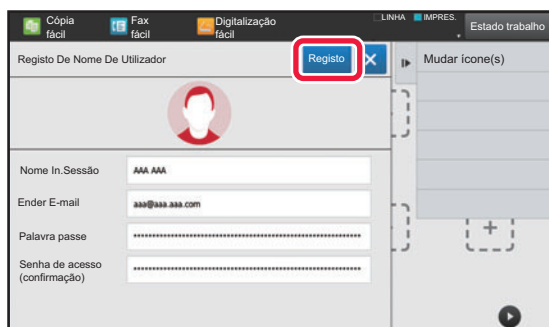 Cópia fácil
Fax fácil
Digitalização fácil
LINHA
IMPRES.
Estado trabalho
Registo De Nome De Utilizador
Registo
Mudar ícone(s)
Nome In.Sessão
AAA AAA
Ender E-mail
aaa@aaa.aaa.com
Palavra passe
Senha de acesso
(confirmação)